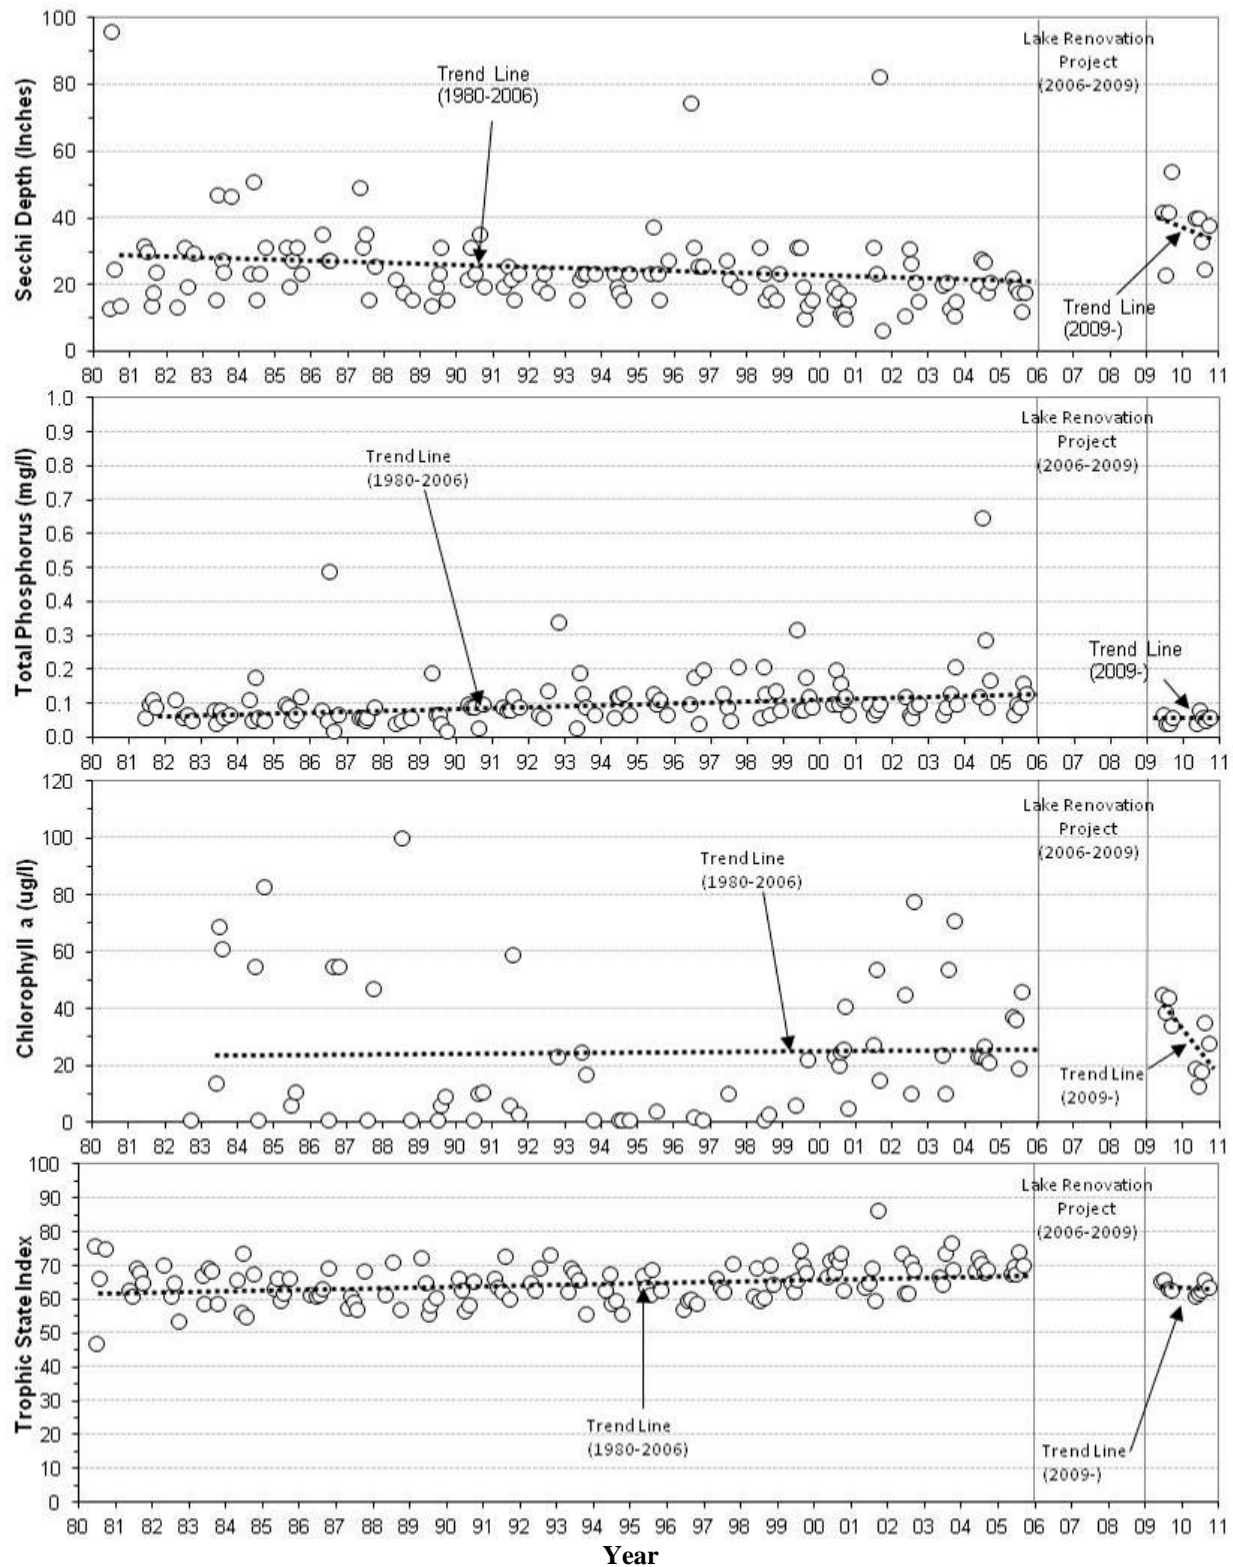 Secchi Depth (Inches)
100
80
60
40
20
0
Trend Line
(1980-2006)
Lake Renovation
Project
(2006-2009)
Trend Line
(2009-)
80 81 82 83 84 85 86 87 88 89 90 91 92 93 94 95 96 97 98 99 00 01 02 03 04 05 06 07 08 09 10 11
Total Phosphorus (mg/l)
1.0
0.9
0.8
0.7
0.6
0.5
0.4
0.3
0.2
0.1
0.0
Trend Line
(1980-2006)
Lake Renovation
Project
(2006-2009)
Trend Line
(2009-)
80 81 82 83 84 85 86 87 88 89 90 91 92 93 94 95 96 97 98 99 00 01 02 03 04 05 06 07 08 09 10 11
Chlorophyll a (ug/l)
120
100
80
60
40
20
0
Trend Line
(1980-2006)
Lake Renovation
Project
(2006-2009)
Trend Line
(2009-)
80 81 82 83 84 85 86 87 88 89 90 91 92 93 94 95 96 97 98 99 00 01 02 03 04 05 06 07 08 09 10 11
Trophic State Index
100
90
80
70
60
50
40
30
20
10
0
Lake Renovation
Project
(2006-2009)
Trend Line
(1980-2006)
Trend Line
(2009-)
80 81 82 83 84 85 86 87 88 89 90 91 92 93 94 95 96 97 98 99 00 01 02 03 04 05 06 07 08 09 10 11
Year